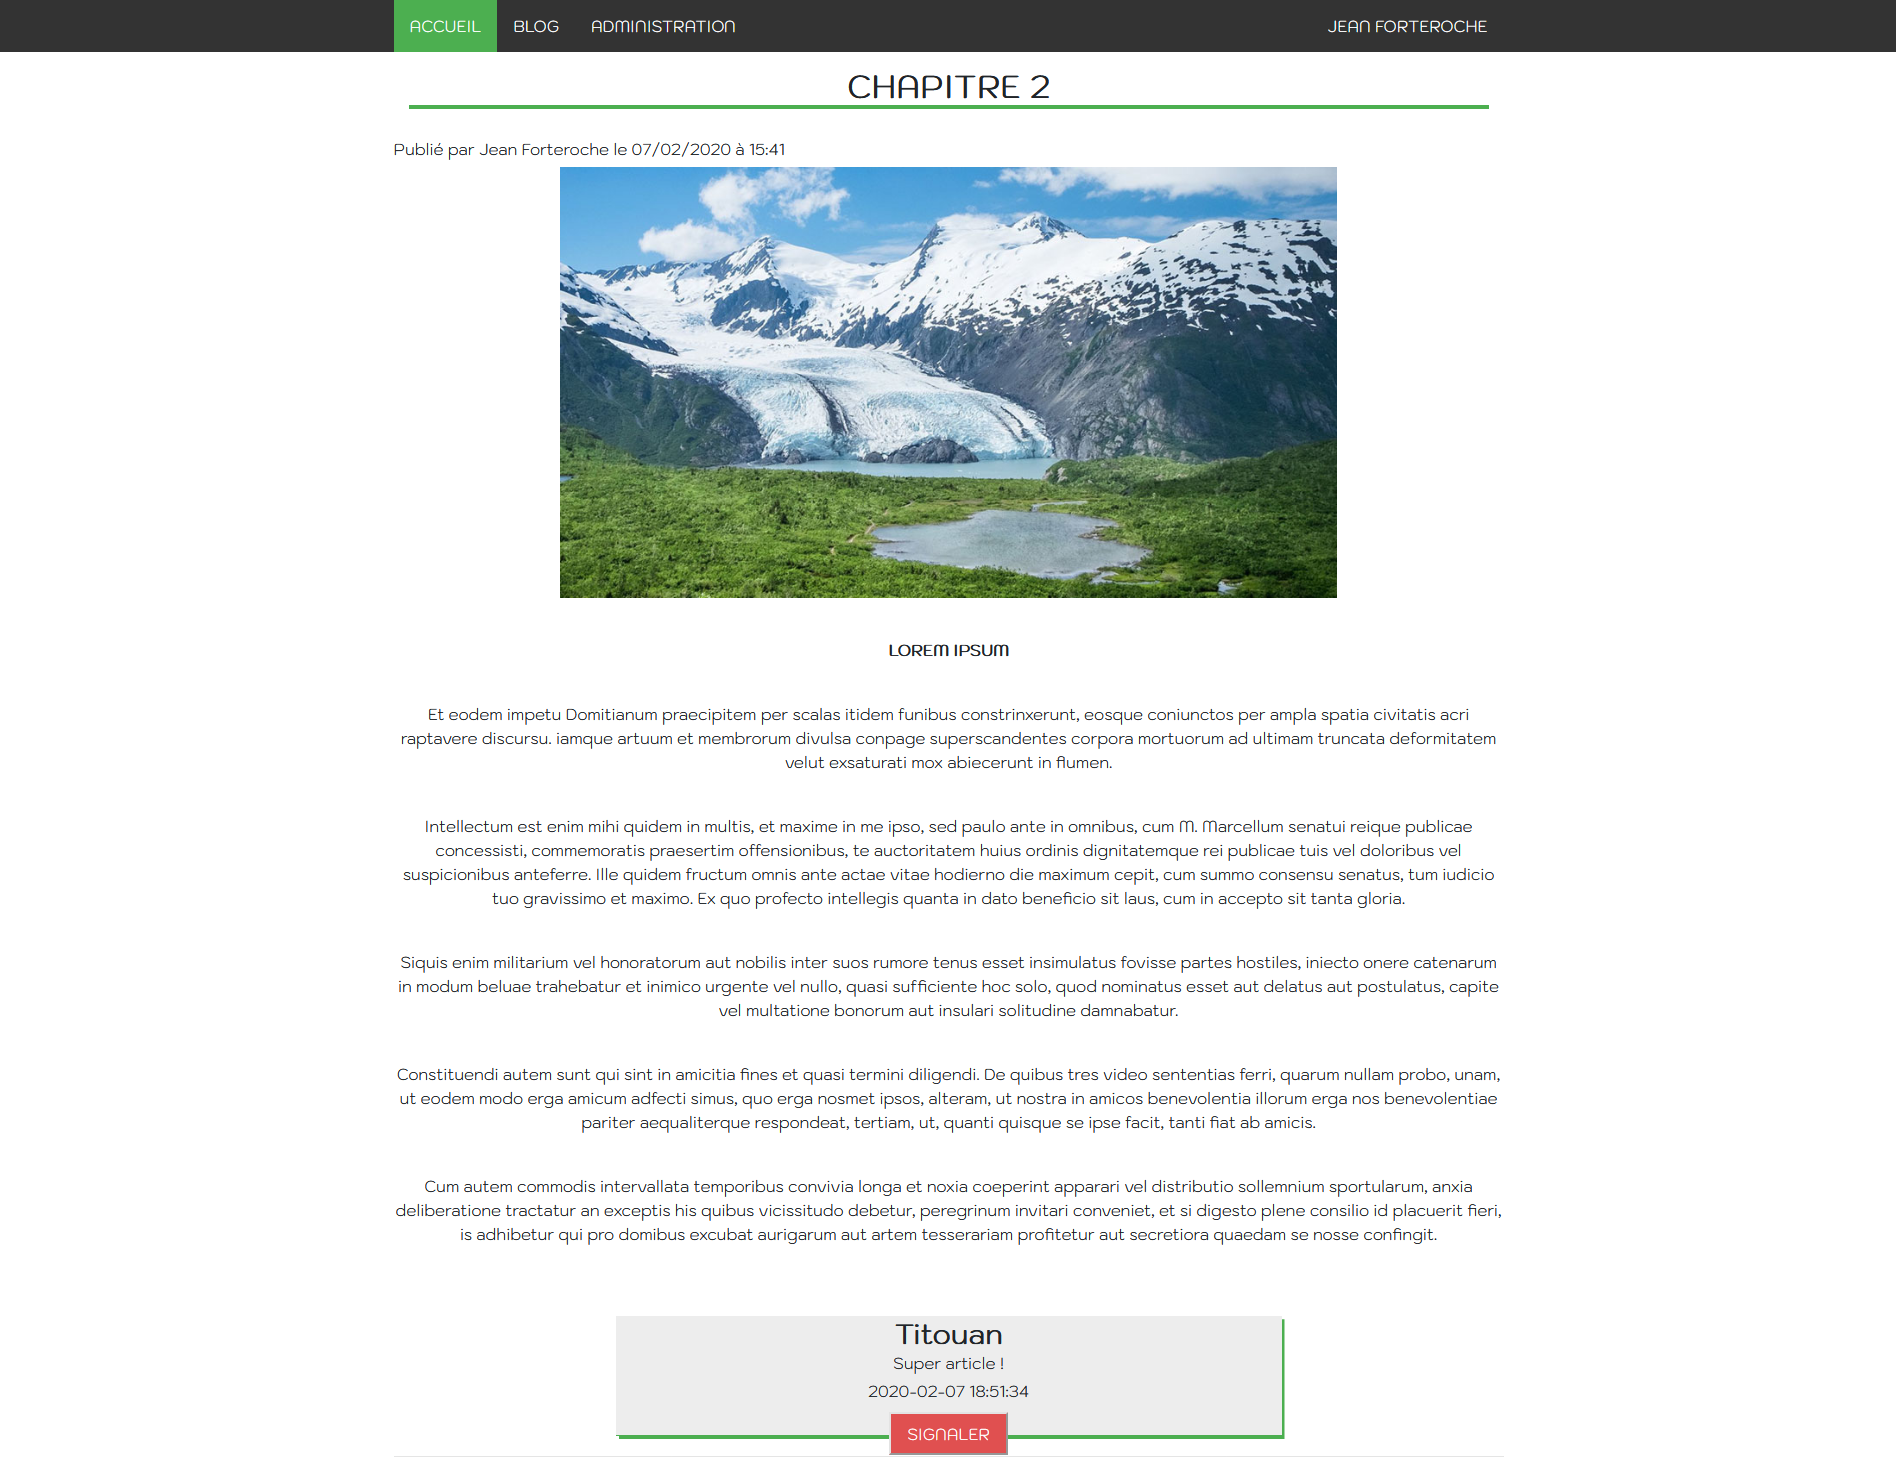 ACCUEIL BLOG ADMINISTRATION JEAN FORTEROCHE
CHAPITRE 2
Publié par Jean Forteroche le 07/02/2020 à 15:41
LOREM IPSUM
Et eodem impetu Domitianum praecipitem per scalas itidem funibus constrinxerunt, eosque coniunctos per ampla spatia civitatis acri
raptavere discursu. iamque artuum et membrorum divulsa conpage superscandentes corpora mortuorum ad ultimam truncata deformitatem
velut exsaturati mox abiecerunt in flumen.
Intellectum est enim mihi quidem in multis, et maxime in me ipso, sed paulo ante in omnibus, cum M. Marcellum senatui reique publicae
concessisti, commemoratis praesertim offensionibus, te auctoritatem huius ordinis dignitatemque rei publicae tuis vel doloribus vel
suspicionibus anteferre. Ille quidem fructum omnis ante actae vitae hodierno die maximum cepit, cum summo consensu senatus, tum iudicio
tuo gravissimo et maximo. Ex quo profecto intellegis quanta in dato beneficio sit laus, cum in accepto sit tanta gloria.
Siquis enim militarium vel honoratorum aut nobilis inter suos rumore tenus esset insimulatus fovisse partes hostiles, iniecto onere catenarum
in modum beluae trahebatur et inimico urgente vel nullo, quasi sufficiente hoc solo, quod nominatus esset aut delatus aut postulatus, capite
vel multatione bonorum aut insulari solitudine damnabatur.
Constituendi autem sunt qui sint in amicitia fines et quasi termini diligendi. De quibus tres video sententias ferri, quarum nullam probo, unam,
ut eodem modo erga amicum adfecti simus, quo erga nosmet ipsos, alteram, ut nostra in amicos benevolentia illorum erga nos benevolentiae
pariter aequaliterque respondeat, tertiam, ut, quanti quisque se ipse facit, tanti fiat ab amicis.
Cum autem commodis intervallata temporibus convivia longa et noxia coeperint apparari vel distributio sollemnium sportularum, anxia
deliberatione tractatur an exceptis his quibus vicissitudo debetur, peregrinum invitari conveniet, et si digesto plene consilio id placuerit fieri,
is adhibetur qui pro domibus excubat aurigarum aut artem tesserariam profitetur aut secretiora quaedam se nosse confingit.
Titouan
Super article !
2020-02-07 18:51:34
SIGNALER